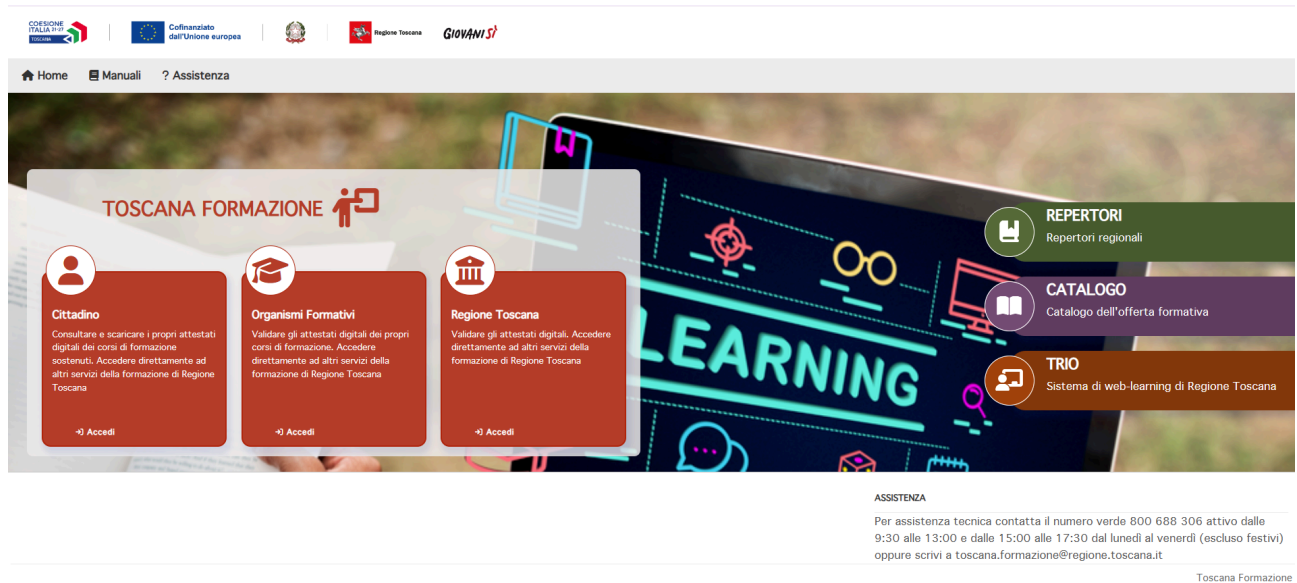 COESIONE
ITALIA 21-27
TOSCANA
Cofinanziato
dall'Unione europea
Regione Toscana
GIOVANISÌ
Home
Manuali
? Assistenza
TOSCANA FORMAZIONE
Cittadino
Consultare e scaricare i propri attestati
digitali dei corsi di formazione
sostenuti. Accedere direttamente ad
altri servizi della formazione di Regione
Toscana
Accedi
Organismi Formativi
Validare gli attestati digitali dei propri
corsi di formazione. Accedere
direttamente ad altri servizi della
formazione di Regione Toscana
Accedi
Regione Toscana
Validare gli attestati digitali. Accedere
direttamente ad altri servizi della
formazione di Regione Toscana
Accedi
LEARNING
REPERTORI
Repertori regionali
CATALOGO
Catalogo dell'offerta formativa
TRIO
Sistema di web-learning di Regione Toscana
ASSISTENZA
Per assistenza tecnica contatta il numero verde 800 688 306 attivo dalle
9:30 alle 13:00 e dalle 15:00 alle 17:30 dal lunedì al venerdì (escluso festivi)
oppure scrivi a toscana.formazione@regione.toscana.it
Toscana Formazione